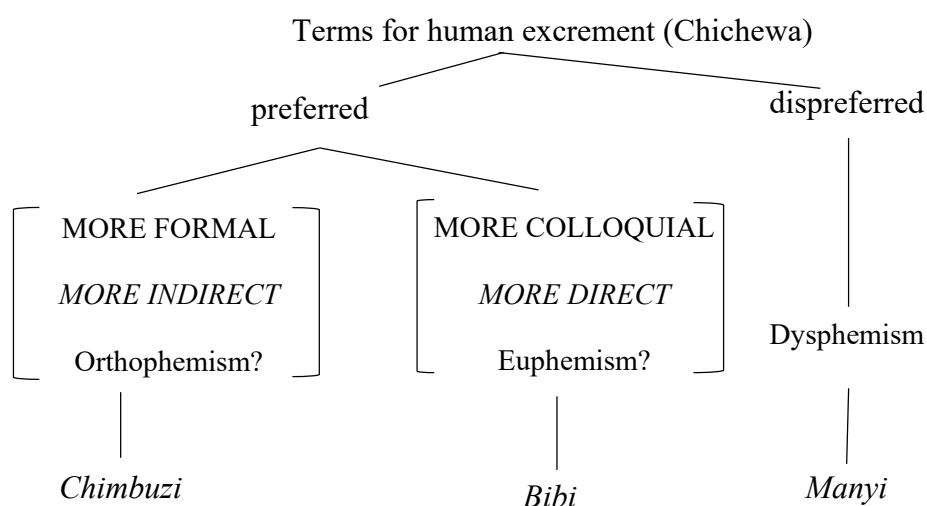 Terms for human excrement (Chichewa)
preferred
dispreferred
MORE FORMAL
MORE INDIRECT
Orthophemism?
MORE COLLOQUIAL
MORE DIRECT
Euphemism?
Dysphemism
Chimbuzi
Bibi
Manyi